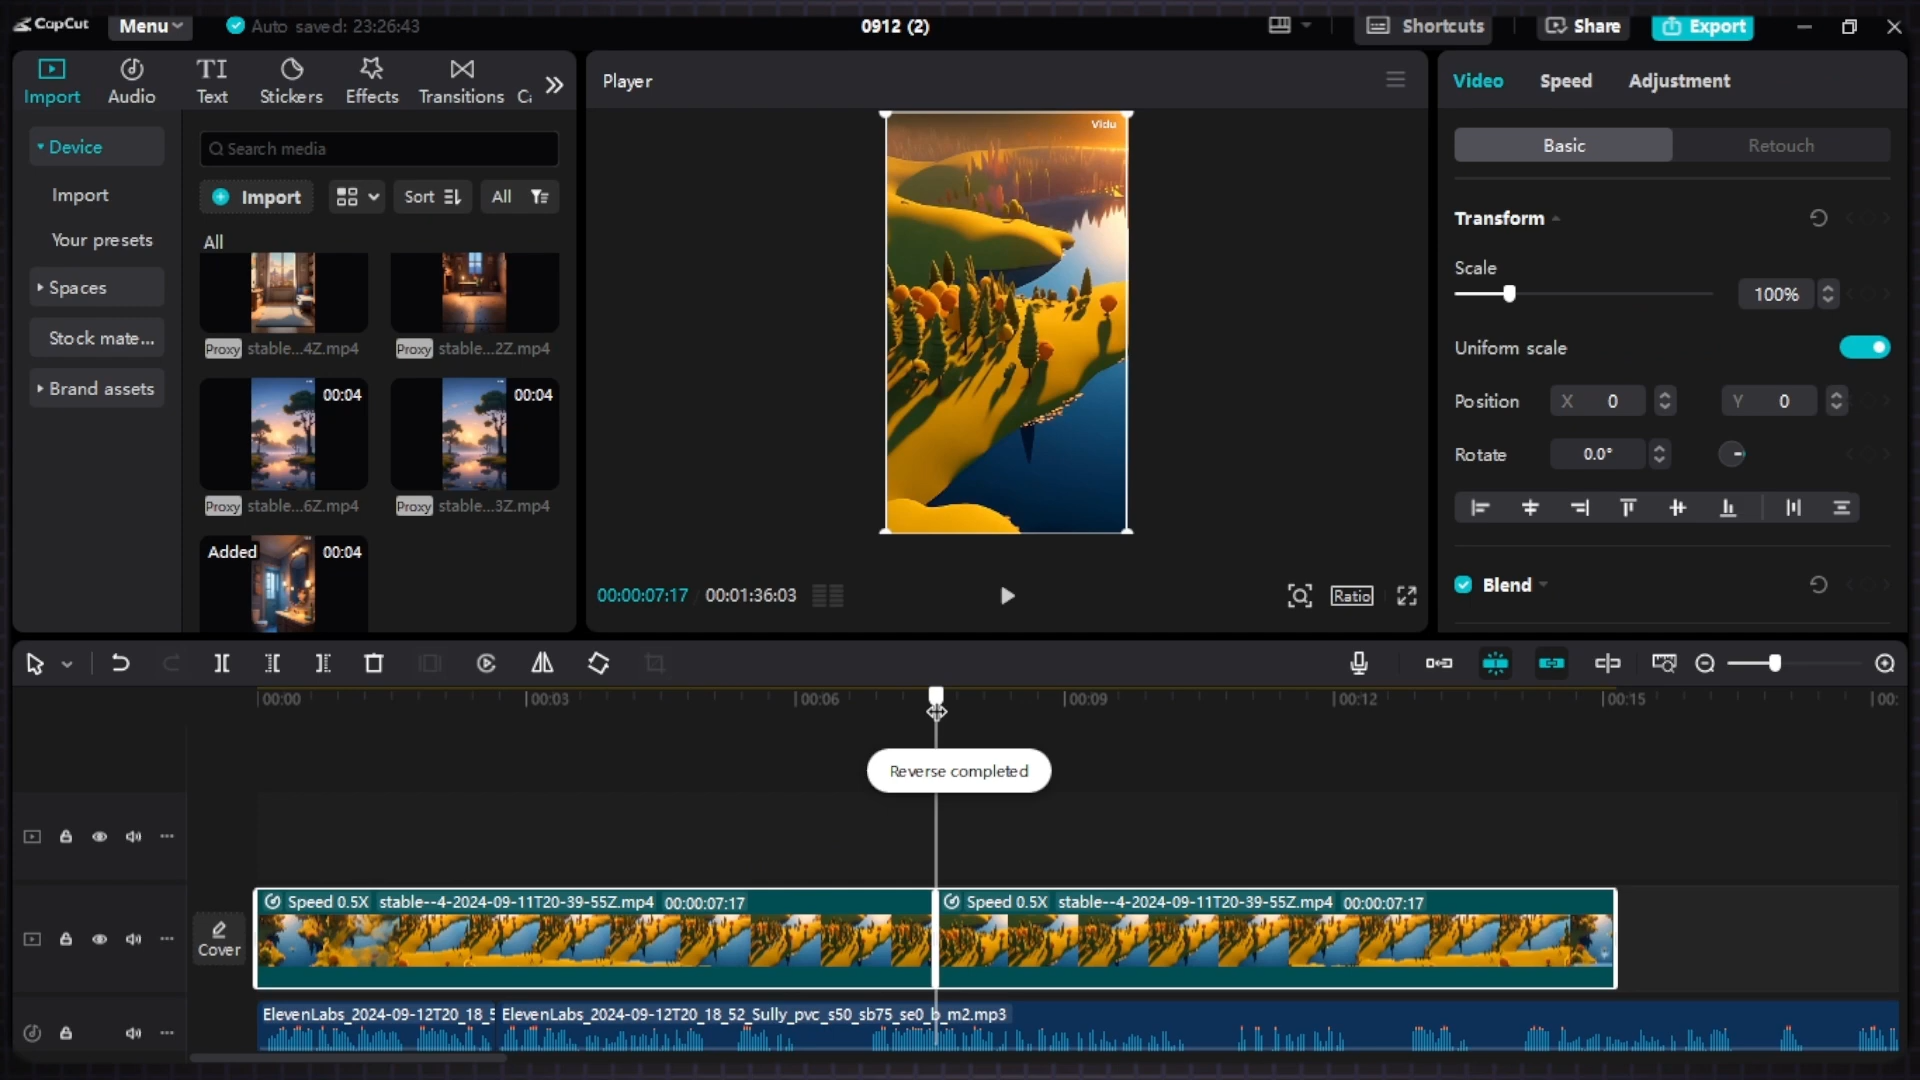 CapCut Menu Auto saved: 23:26:43 0912 (2) Shortcuts Share Export
Import Audio Text Stickers Effects Transitions
Device
Import
Your presets
Spaces
Stock mate...
Brand assets
Search media
Import Sort All
All
Proxy stable...4Z.mp4 Proxy stable...2Z.mp4
00:04 00:04
Proxy stable...6Z.mp4 Proxy stable...3Z.mp4
Added 00:04
Player
Vidu
00:00:07:17 00:01:36:03 Ratio
Video Speed Adjustment
Basic Retouch
Transform
Scale
100%
Uniform scale
Position X 0 Y 0
Rotate 0.0°
Blend
00:00 00:03 00:06 00:09 00:12 00:15 00:
Reverse completed
Cover
Speed 0.5X stable--4-2024-09-11T20-39-55Z.mp4 00:00:07:17 Speed 0.5X stable--4-2024-09-11T20-39-55Z.mp4 00:00:07:17
ElevenLabs_2024-09-12T20_18_5 ElevenLabs_2024-09-12T20_18_52_Sully_pvc_s50_sb75_se0_b_m2.mp3